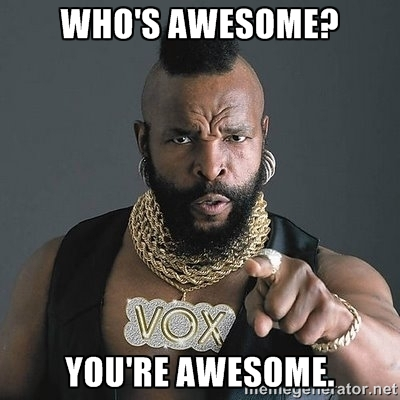 WHO'S AWESOME?
VOX
YOU'RE AWESOME.
memegenerator.net